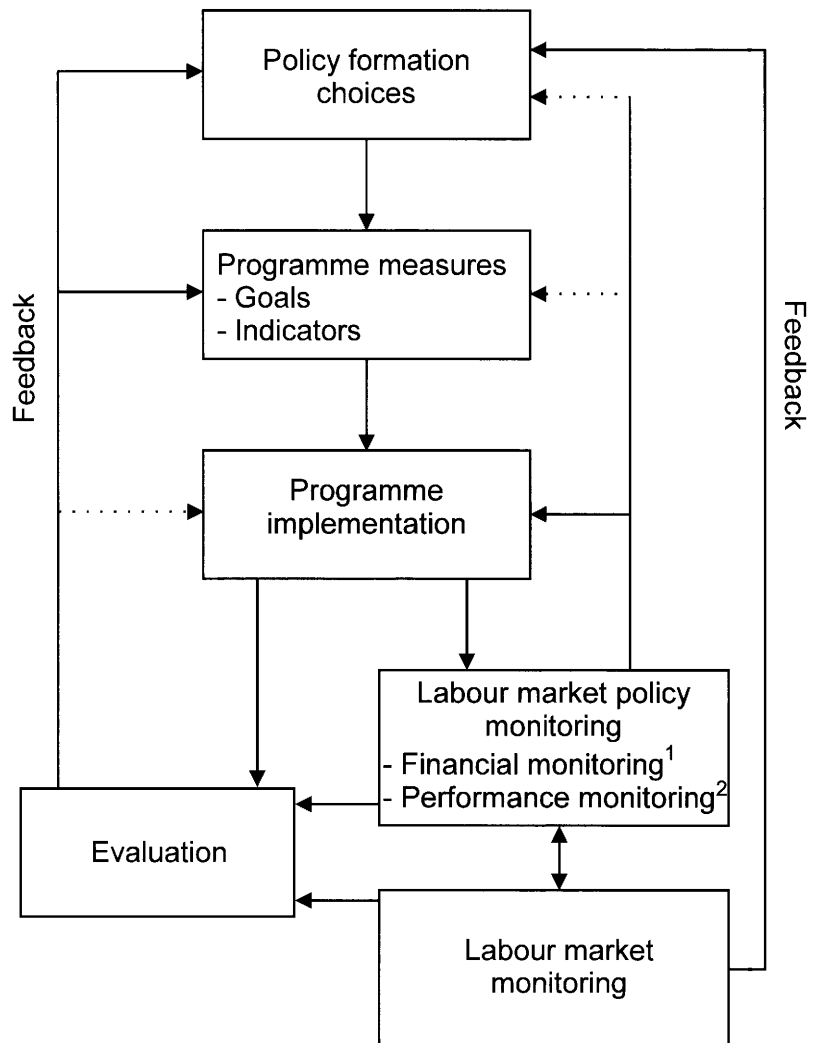 Policy formation
choices
Programme measures
- Goals
- Indicators
Feedback
Feedback
Programme
implementation
Labour market policy
monitoring
- Financial monitoring¹
- Performance monitoring²
Evaluation
Labour market
monitoring